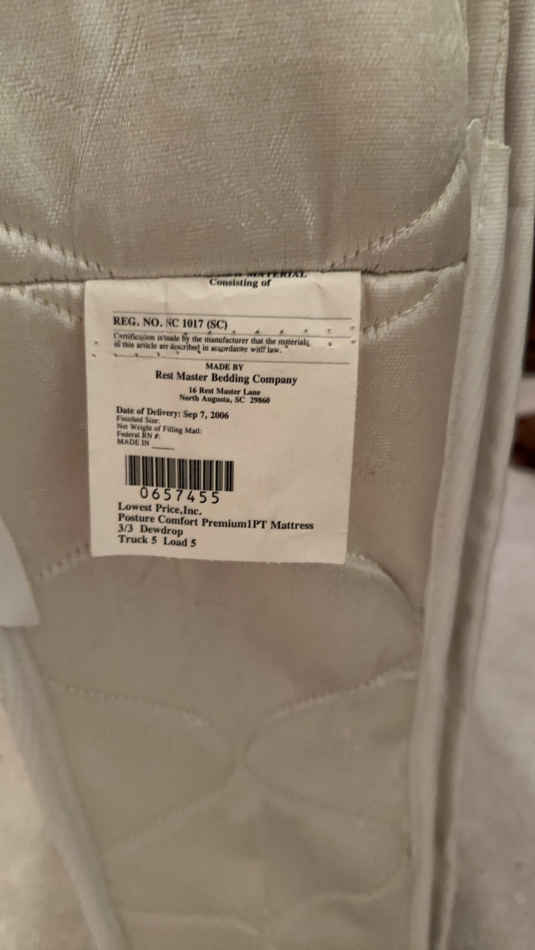 MATERIAL
Consisting of
REG. NO. SC 1017 (SC)
Certification is made by the manufacturer that the materials
of this article are described in accordance with law.
MADE BY
Rest Master Bedding Company
16 Rest Master Lane
North Augusta, SC 29860
Date of Delivery: Sep 7, 2006
Finished Size:
Net Weight of Filling Matl:
Federal RN #:
MADE IN
0657455
Lowest Price,Inc.
Posture Comfort Premium1PT Mattress
3/3 Dewdrop
Truck 5 Load 5